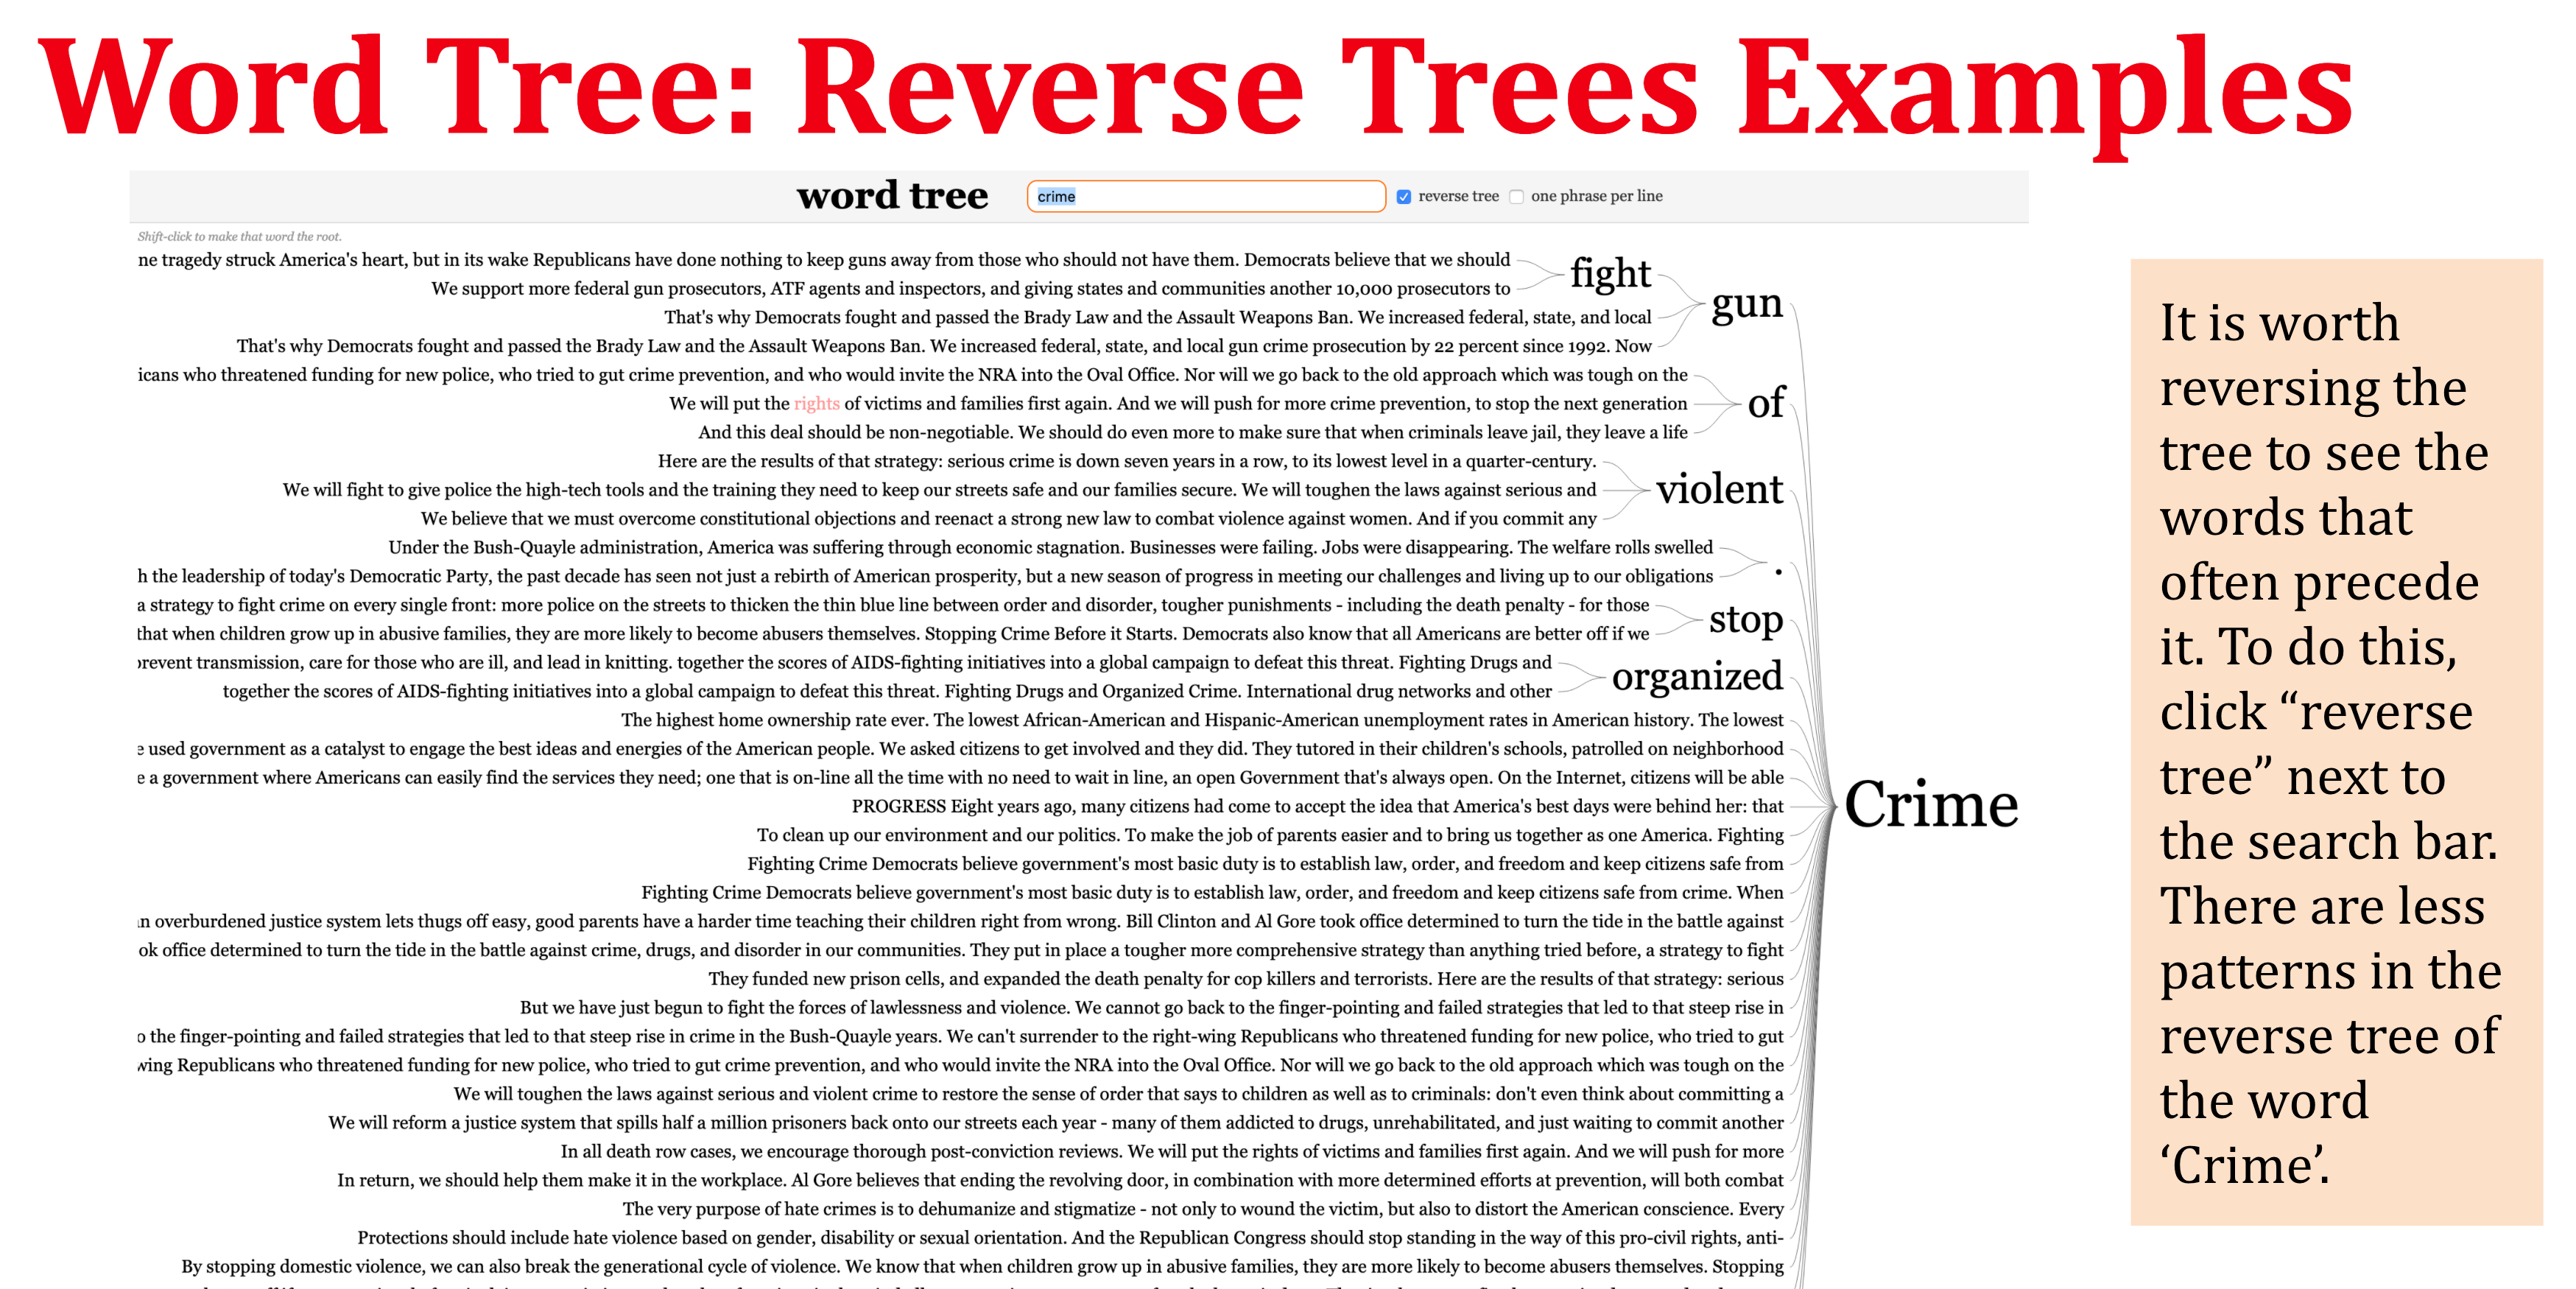 Word Tree: Reverse Trees Examples
word tree crime reverse tree one phrase per line
Shift-click to make that word the root.
ne tragedy struck America's heart, but in its wake Republicans have done nothing to keep guns away from those who should not have them. Democrats believe that we should
We support more federal gun prosecutors, ATF agents and inspectors, and giving states and communities another 10,000 prosecutors to
fight
That's why Democrats fought and passed the Brady Law and the Assault Weapons Ban. We increased federal, state, and local
That's why Democrats fought and passed the Brady Law and the Assault Weapons Ban. We increased federal, state, and local gun crime prosecution by 22 percent since 1992. Now
gun
icans who threatened funding for new police, who tried to gut crime prevention, and who would invite the NRA into the Oval Office. Nor will we go back to the old approach which was tough on the
We will put the rights of victims and families first again. And we will push for more crime prevention, to stop the next generation
And this deal should be non-negotiable. We should do even more to make sure that when criminals leave jail, they leave a life
of
Here are the results of that strategy: serious crime is down seven years in a row, to its lowest level in a quarter-century.
We will fight to give police the high-tech tools and the training they need to keep our streets safe and our families secure. We will toughen the laws against serious and
We believe that we must overcome constitutional objections and reenact a strong new law to combat violence against women. And if you commit any
violent
Under the Bush-Quayle administration, America was suffering through economic stagnation. Businesses were failing. Jobs were disappearing. The welfare rolls swelled
h the leadership of today's Democratic Party, the past decade has seen not just a rebirth of American prosperity, but a new season of progress in meeting our challenges and living up to our obligations
.
a strategy to fight crime on every single front: more police on the streets to thicken the thin blue line between order and disorder, tougher punishments - including the death penalty - for those
that when children grow up in abusive families, they are more likely to become abusers themselves. Stopping Crime Before it Starts. Democrats also know that all Americans are better off if we
stop
prevent transmission, care for those who are ill, and lead in knitting. together the scores of AIDS-fighting initiatives into a global campaign to defeat this threat. Fighting Drugs and
together the scores of AIDS-fighting initiatives into a global campaign to defeat this threat. Fighting Drugs and Organized Crime. International drug networks and other
organized
The highest home ownership rate ever. The lowest African-American and Hispanic-American unemployment rates in American history. The lowest
e used government as a catalyst to engage the best ideas and energies of the American people. We asked citizens to get involved and they did. They tutored in their children's schools, patrolled on neighborhood
e a government where Americans can easily find the services they need; one that is on-line all the time with no need to wait in line, an open Government that's always open. On the Internet, citizens will be able
PROGRESS Eight years ago, many citizens had come to accept the idea that America's best days were behind her: that
To clean up our environment and our politics. To make the job of parents easier and to bring us together as one America. Fighting
Fighting Crime Democrats believe government's most basic duty is to establish law, order, and freedom and keep citizens safe from
Fighting Crime Democrats believe government's most basic duty is to establish law, order, and freedom and keep citizens safe from crime. When
n overburdened justice system lets thugs off easy, good parents have a harder time teaching their children right from wrong. Bill Clinton and Al Gore took office determined to turn the tide in the battle against
ok office determined to turn the tide in the battle against crime, drugs, and disorder in our communities. They put in place a tougher more comprehensive strategy than anything tried before, a strategy to fight
They funded new prison cells, and expanded the death penalty for cop killers and terrorists. Here are the results of that strategy: serious
But we have just begun to fight the forces of lawlessness and violence. We cannot go back to the finger-pointing and failed strategies that led to that steep rise in
o the finger-pointing and failed strategies that led to that steep rise in crime in the Bush-Quayle years. We can't surrender to the right-wing Republicans who threatened funding for new police, who tried to gut
wing Republicans who threatened funding for new police, who tried to gut crime prevention, and who would invite the NRA into the Oval Office. Nor will we go back to the old approach which was tough on the
We will toughen the laws against serious and violent crime to restore the sense of order that says to children as well as to criminals: don't even think about committing a
We will reform a justice system that spills half a million prisoners back onto our streets each year - many of them addicted to drugs, unrehabilitated, and just waiting to commit another
In all death row cases, we encourage thorough post-conviction reviews. We will put the rights of victims and families first again. And we will push for more
In return, we should help them make it in the workplace. Al Gore believes that ending the revolving door, in combination with more determined efforts at prevention, will both combat
The very purpose of hate crimes is to dehumanize and stigmatize - not only to wound the victim, but also to distort the American conscience. Every
Protections should include hate violence based on gender, disability or sexual orientation. And the Republican Congress should stop standing in the way of this pro-civil rights, anti-
By stopping domestic violence, we can also break the generational cycle of violence. We know that when children grow up in abusive families, they are more likely to become abusers themselves. Stopping
Crime
It is worth
reversing the
tree to see the
words that
often precede
it. To do this,
click “reverse
tree” next to
the search bar.
There are less
patterns in the
reverse tree of
the word
‘Crime’.